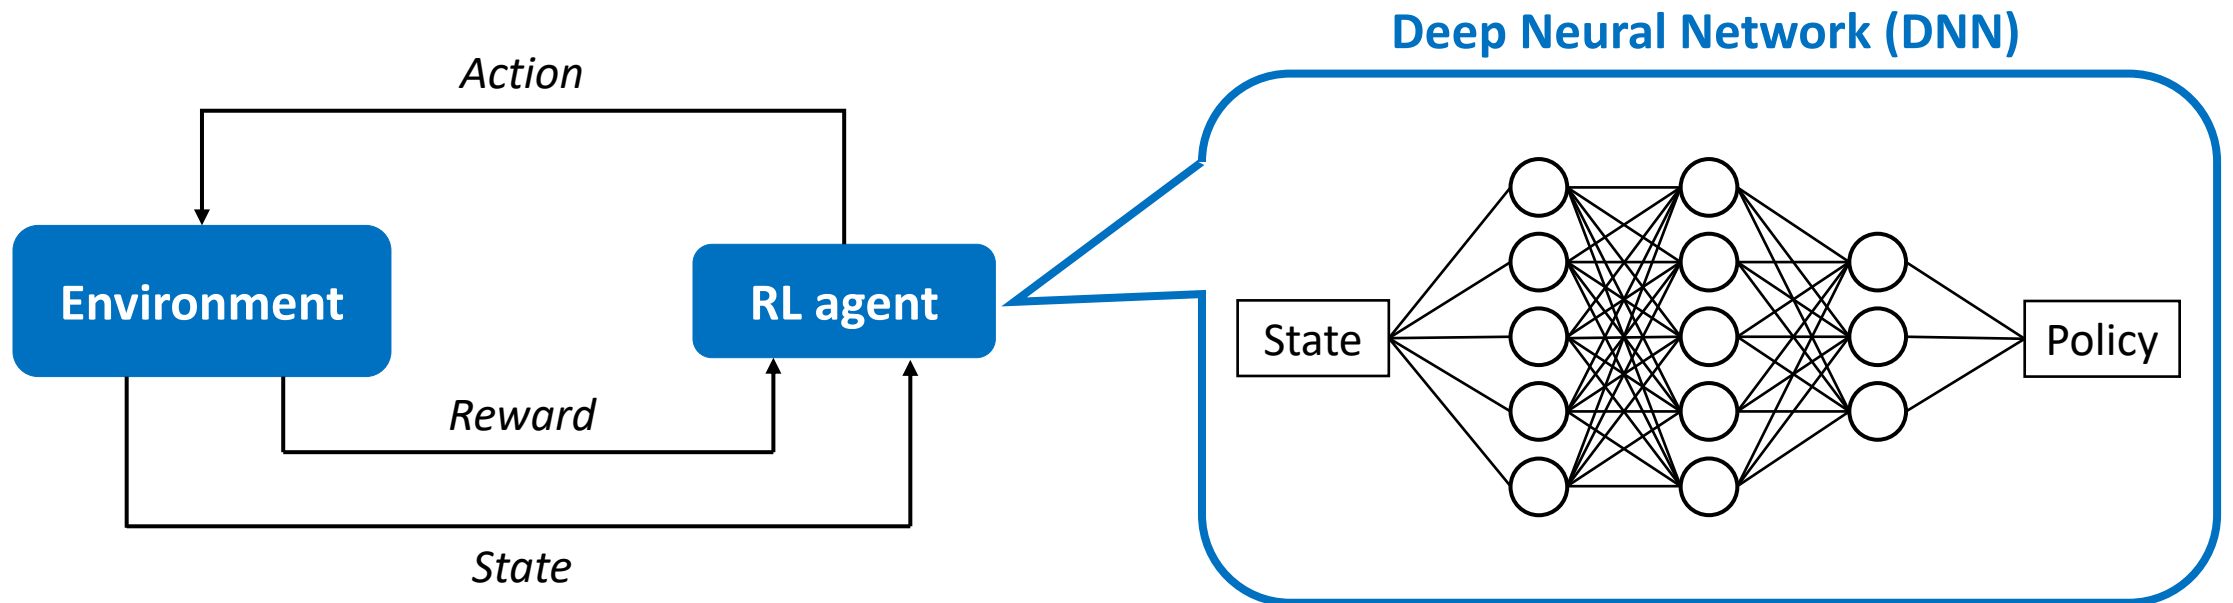 Deep Neural Network (DNN)
Action
Environment
RL agent
Reward
State
State
Policy